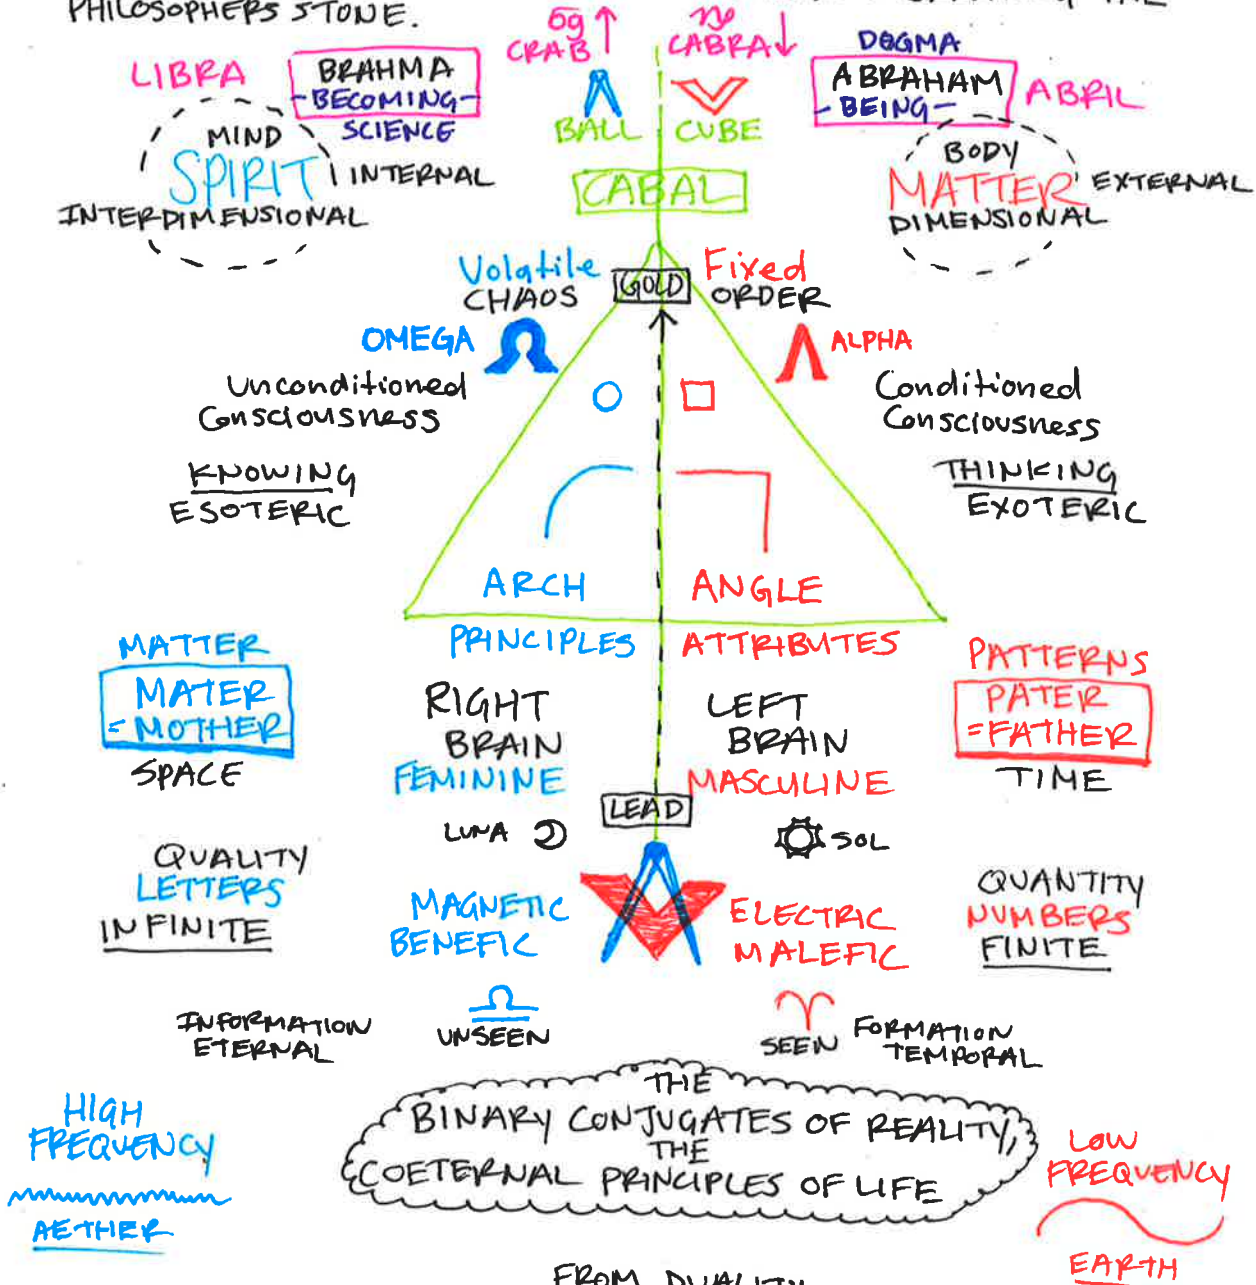 PHILOSOPHERS STONE.
THE
CRAB
CABRA
DOGMA
LIBRA
BRAHMA
-BECOMING-
SCIENCE
BALL
CUBE
ABRAHAM
-BEING-
ABRIL
MIND
SPIRIT
INTERNAL
INTERDIMENSIONAL
CABAL
BODY
MATTER
EXTERNAL
DIMENSIONAL
Volatile
CHAOS
GOLD
Fixed
ORDER
OMEGA
ALPHA
Unconditioned
Consciousness
Conditioned
Consciousness
KNOWING
ESOTERIC
THINKING
EXOTERIC
ARCH
ANGLE
PRINCIPLES
ATTRIBUTES
MATTER
MATER
=MOTHER
SPACE
RIGHT
BRAIN
FEMININE
LEFT
BRAIN
MASCULINE
PATTERNS
PATER
=FATHER
TIME
LEAD
LUNA
SOL
QUALITY
LETTERS
INFINITE
MAGNETIC
BENEFIC
ELECTRIC
MALEFIC
QUANTITY
NUMBERS
FINITE
INFORMATION
ETERNAL
UNSEEN
SEEN
FORMATION
TEMPORAL
THE
BINARY CONJUGATES OF REALITY,
THE
COETERNAL PRINCIPLES OF LIFE
HIGH
FREQUENCY
AETHER
LOW
FREQUENCY
EARTH
FROM DUALITY